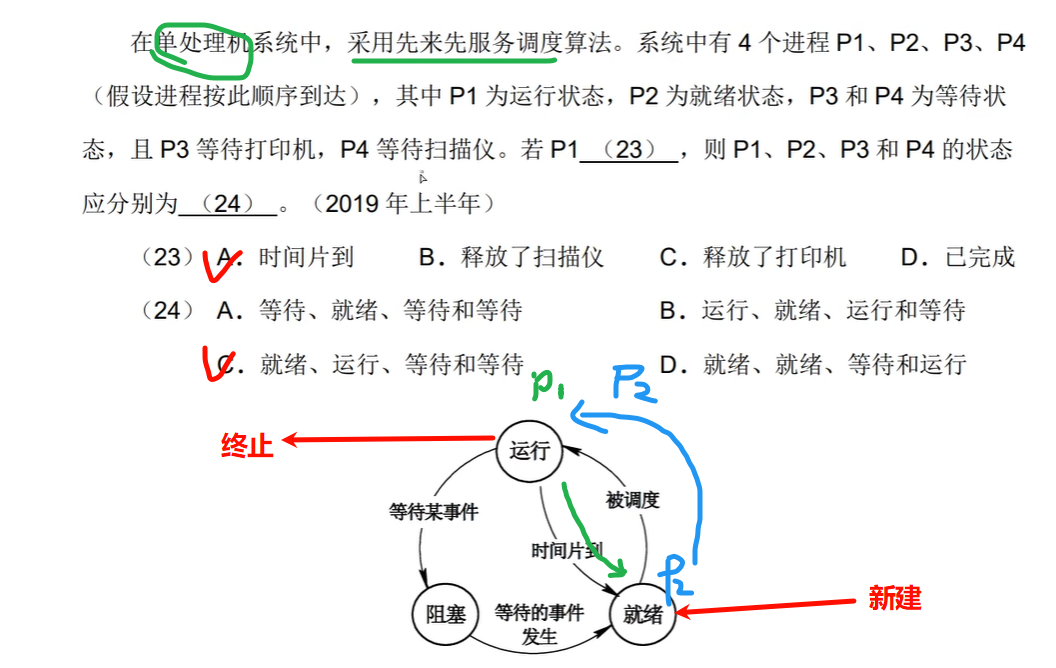 在单处理机系统中，采用先来先服务调度算法。系统中有 4 个进程 P1、P2、P3、P4
（假设进程按此顺序到达），其中 P1 为运行状态，P2 为就绪状态，P3 和 P4 为等待状
态，且 P3 等待打印机，P4 等待扫描仪。若 P1 （23） ，则 P1、P2、P3 和 P4 的状态
应分别为 （24） 。（2019 年上半年）
（23） A．时间片到 B．释放了扫描仪 C．释放了打印机 D．已完成
（24） A．等待、就绪、等待和等待 B．运行、就绪、运行和等待
C．就绪、运行、等待和等待 D．就绪、就绪、等待和运行
P1 P2
终止 运行
等待某事件 被调度
时间片到
P2
新建
阻塞 等待的事件 就绪
发生